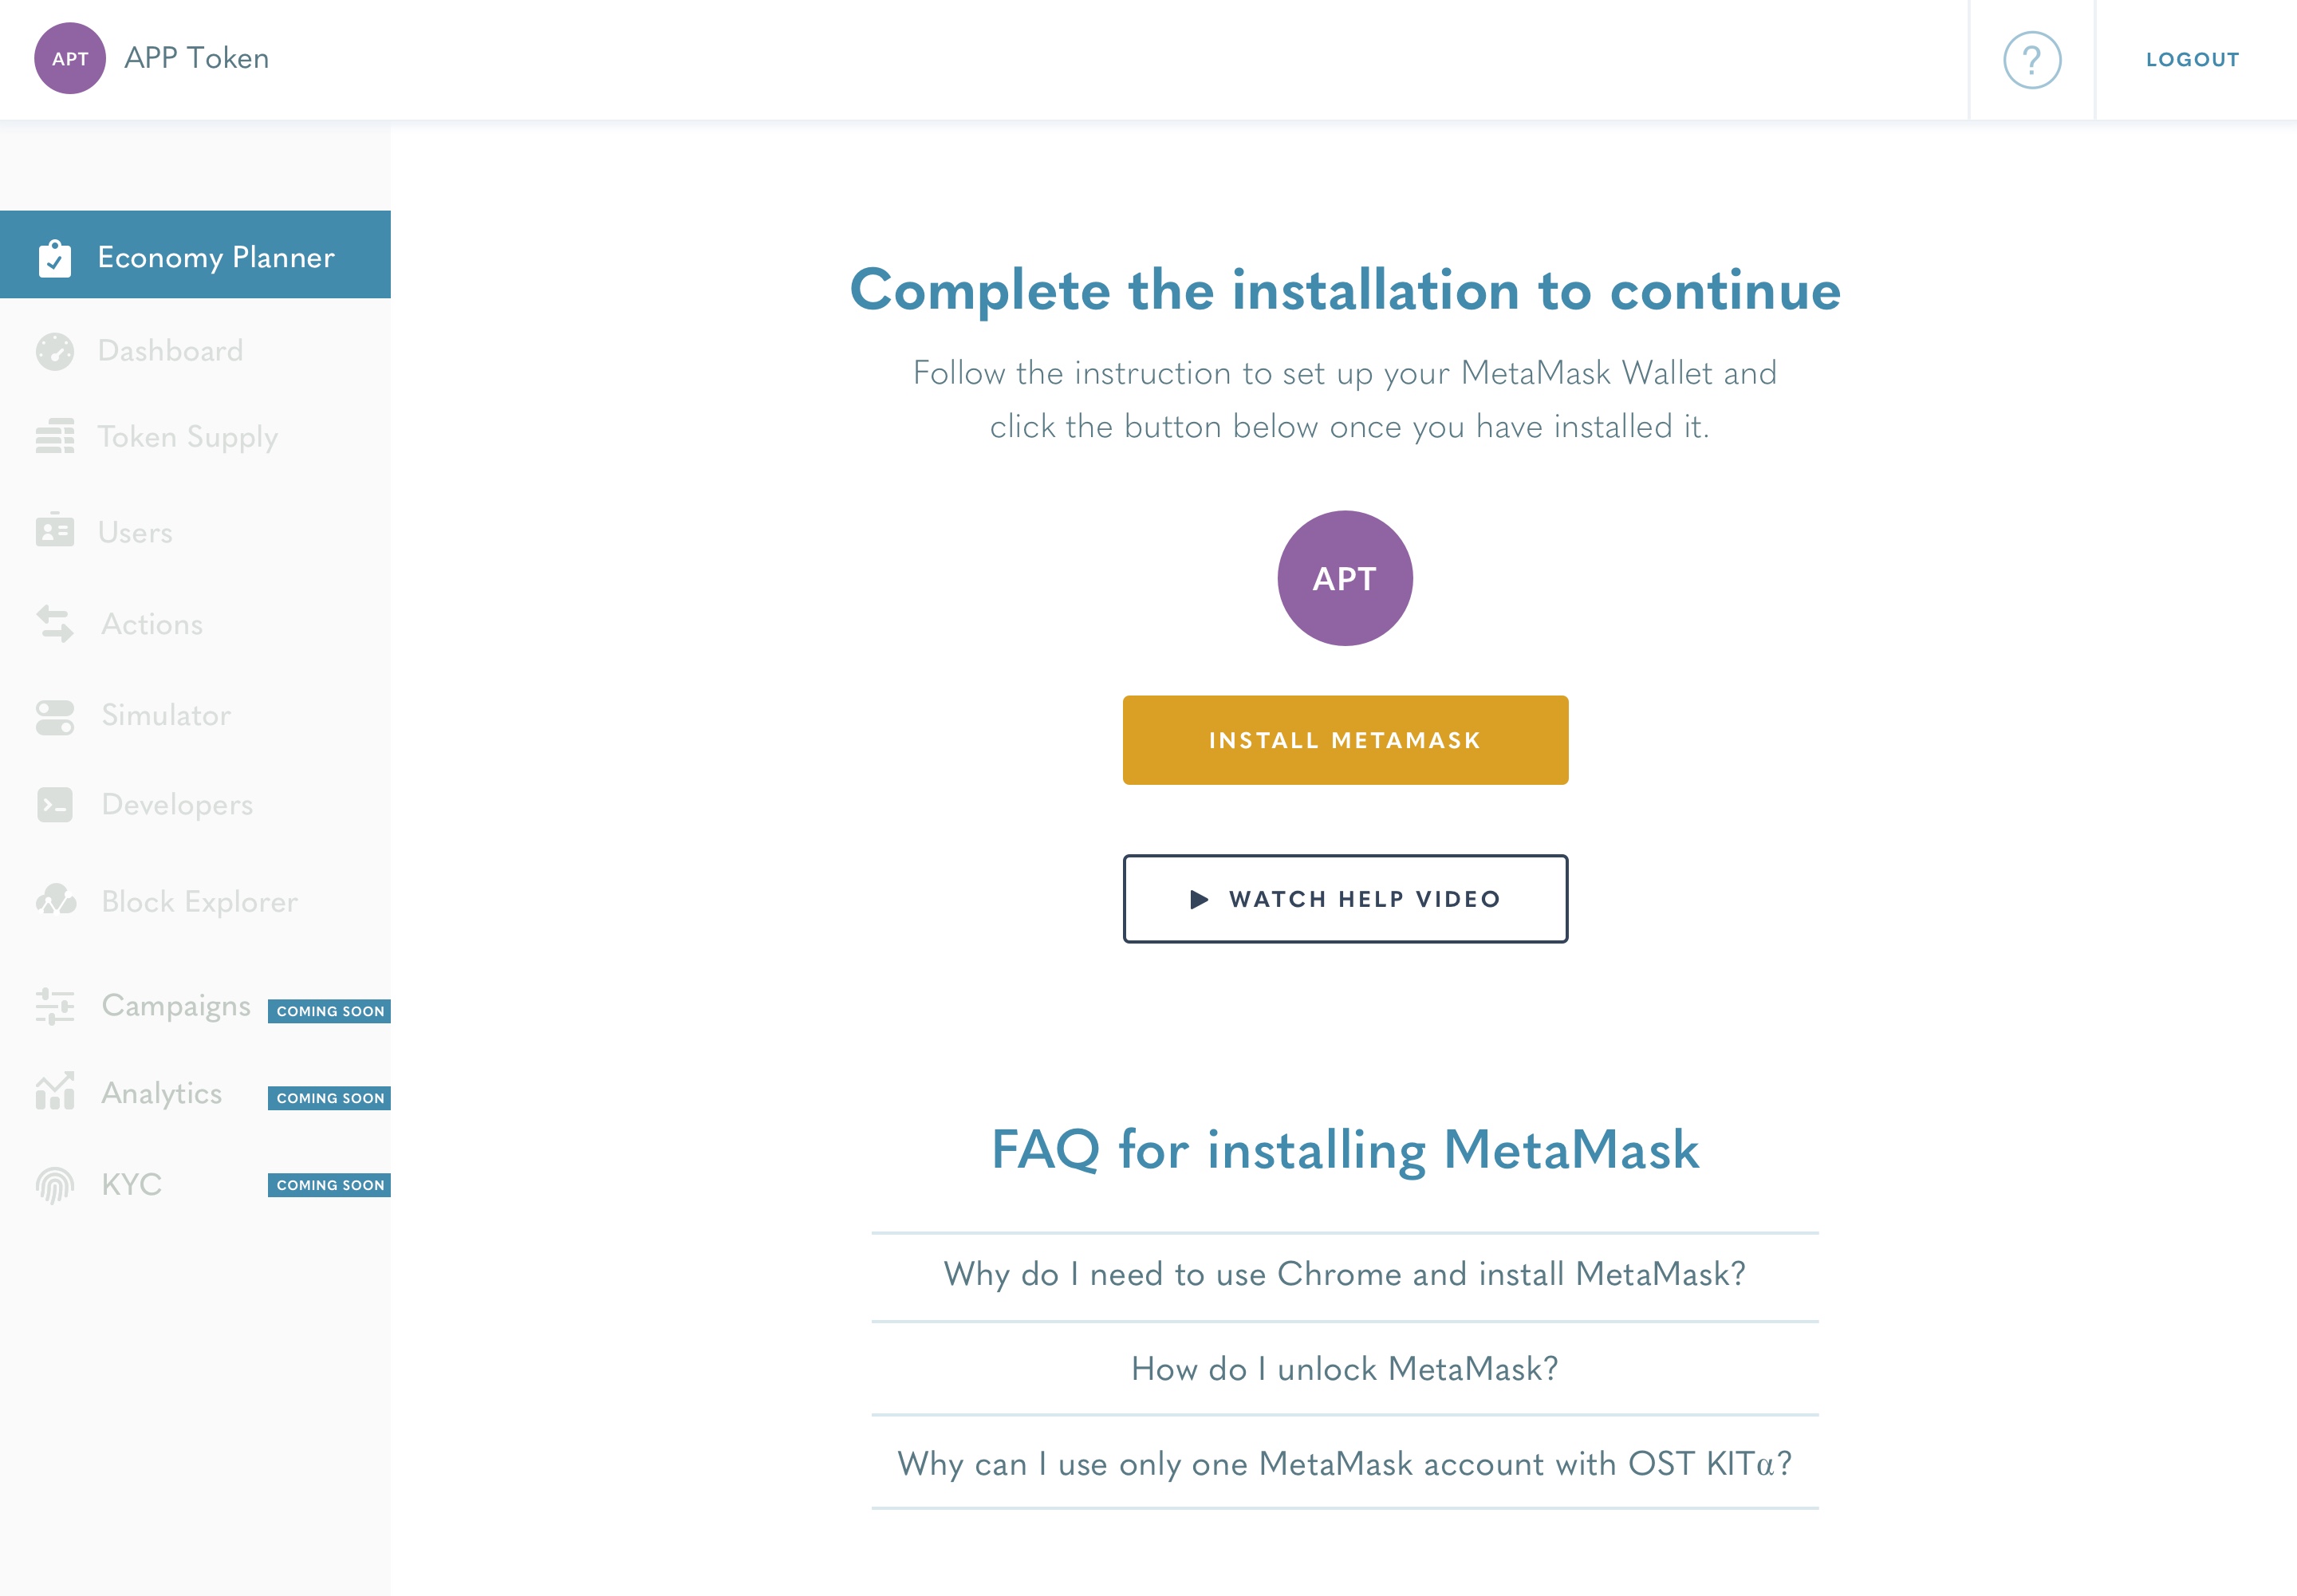 APT
APP Token
?
LOGOUT
Economy Planner
Dashboard
Token Supply
Users
Actions
Simulator
Developers
Block Explorer
Campaigns COMING SOON
Analytics COMING SOON
KYC COMING SOON
Complete the installation to continue
Follow the instruction to set up your MetaMask Wallet and
click the button below once you have installed it.
APT
INSTALL METAMASK
WATCH HELP VIDEO
FAQ for installing MetaMask
Why do I need to use Chrome and install MetaMask?
How do I unlock MetaMask?
Why can I use only one MetaMask account with OST KITα?